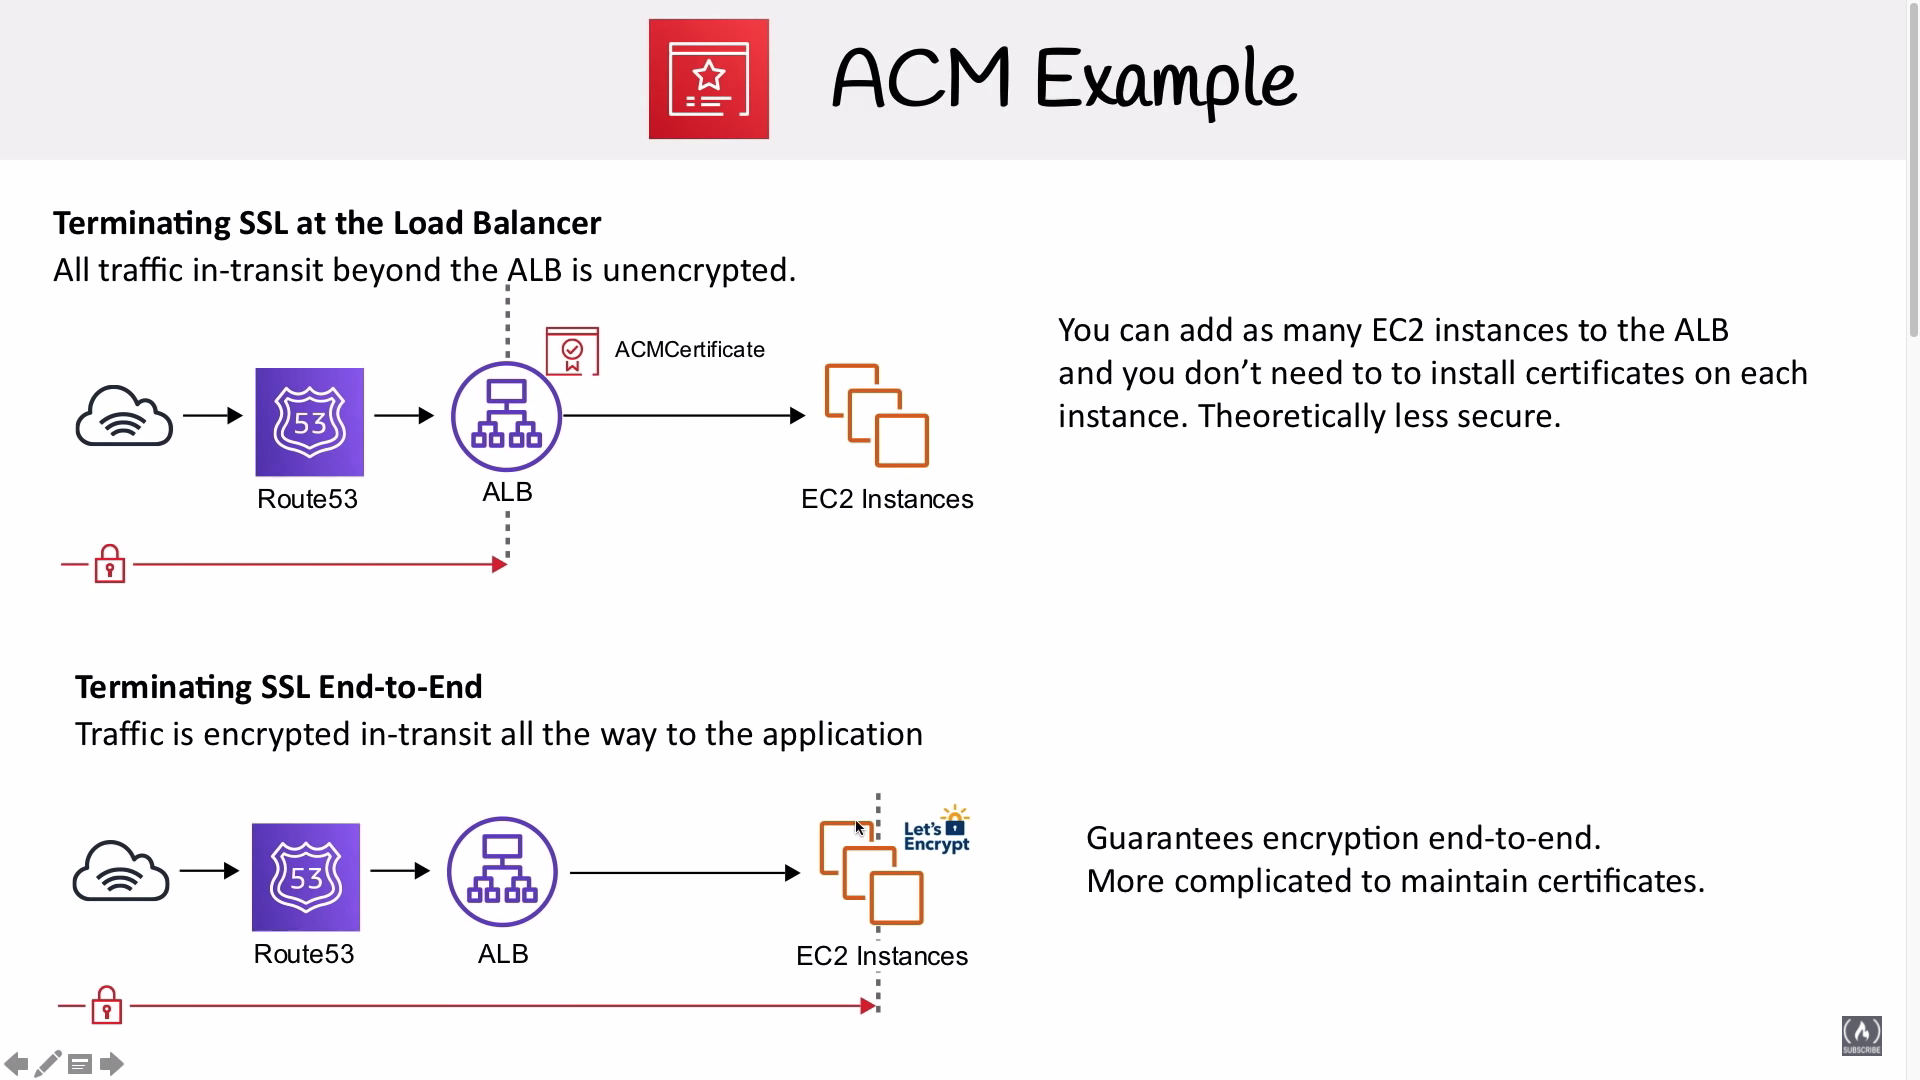 ACM Example
Terminating SSL at the Load Balancer
All traffic in-transit beyond the ALB is unencrypted.
ACMCertificate
53
Route53
ALB
EC2 Instances
You can add as many EC2 instances to the ALB
and you don’t need to to install certificates on each
instance. Theoretically less secure.
Terminating SSL End-to-End
Traffic is encrypted in-transit all the way to the application
Let's
Encrypt
53
Route53
ALB
EC2 Instances
Guarantees encryption end-to-end.
More complicated to maintain certificates.
SUBSCRIBE